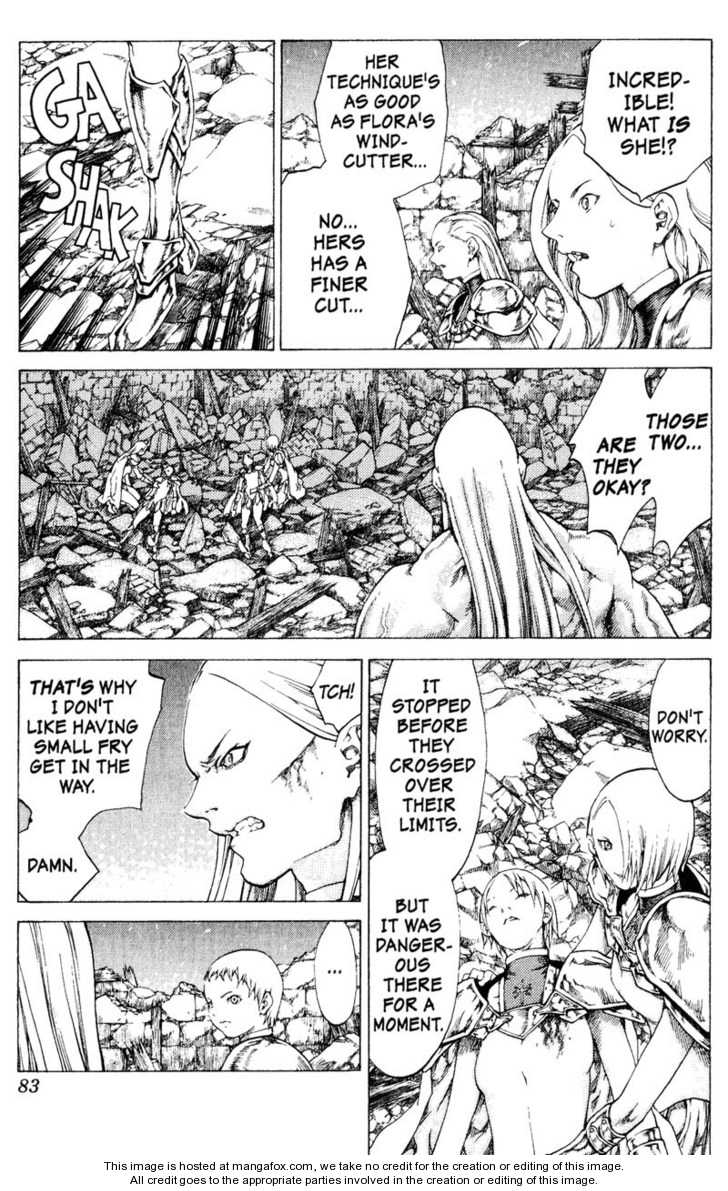 INCRED-
IBLE!
WHAT IS
SHE!?
HER
TECHNIQUE'S
AS GOOD
AS FLORA'S
WIND-
CUTTER...
NO...
HERS
HAS A
FINER
CUT...
GA
SHAK
THOSE
TWO...
ARE
THEY
OKAY?
DON'T
WORRY.
IT
STOPPED
BEFORE
THEY
CROSSED
OVER
THEIR
LIMITS.
BUT
IT WAS
DANGER-
OUS
THERE
FOR A
MOMENT.
TCH!
THAT'S WHY
I DON'T
LIKE HAVING
SMALL FRY
GET IN THE
WAY.
DAMN.
...
83
This image is hosted at mangafox.com, we take no credit for the creation or editing of this image.
All credit goes to the appropriate parties involved in the creation or editing of this image.